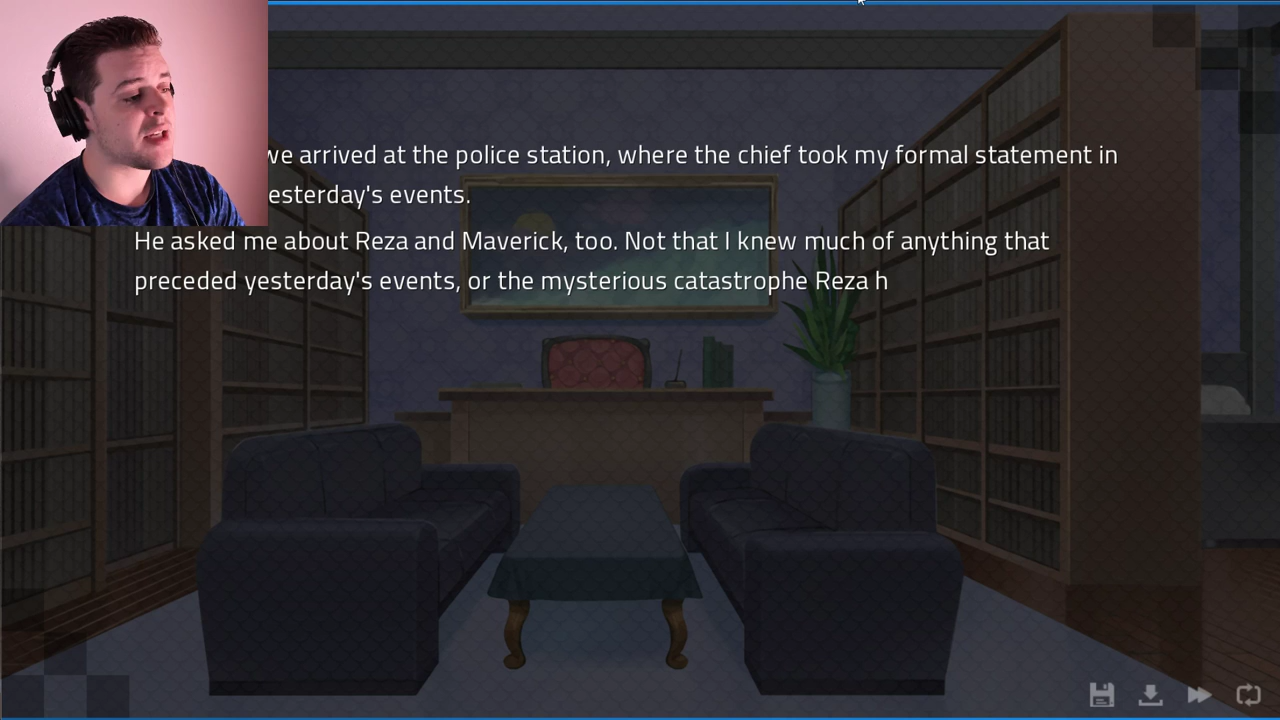 we arrived at the police station, where the chief took my formal statement in
esterday's events.
He asked me about Reza and Maverick, too. Not that I knew much of anything that
preceded yesterday's events, or the mysterious catastrophe Reza h